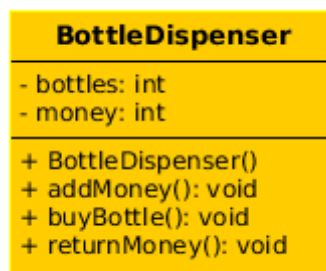 BottleDispenser
- bottles: int
- money: int
+ BottleDispenser()
+ addMoney(): void
+ buyBottle(): void
+ returnMoney(): void